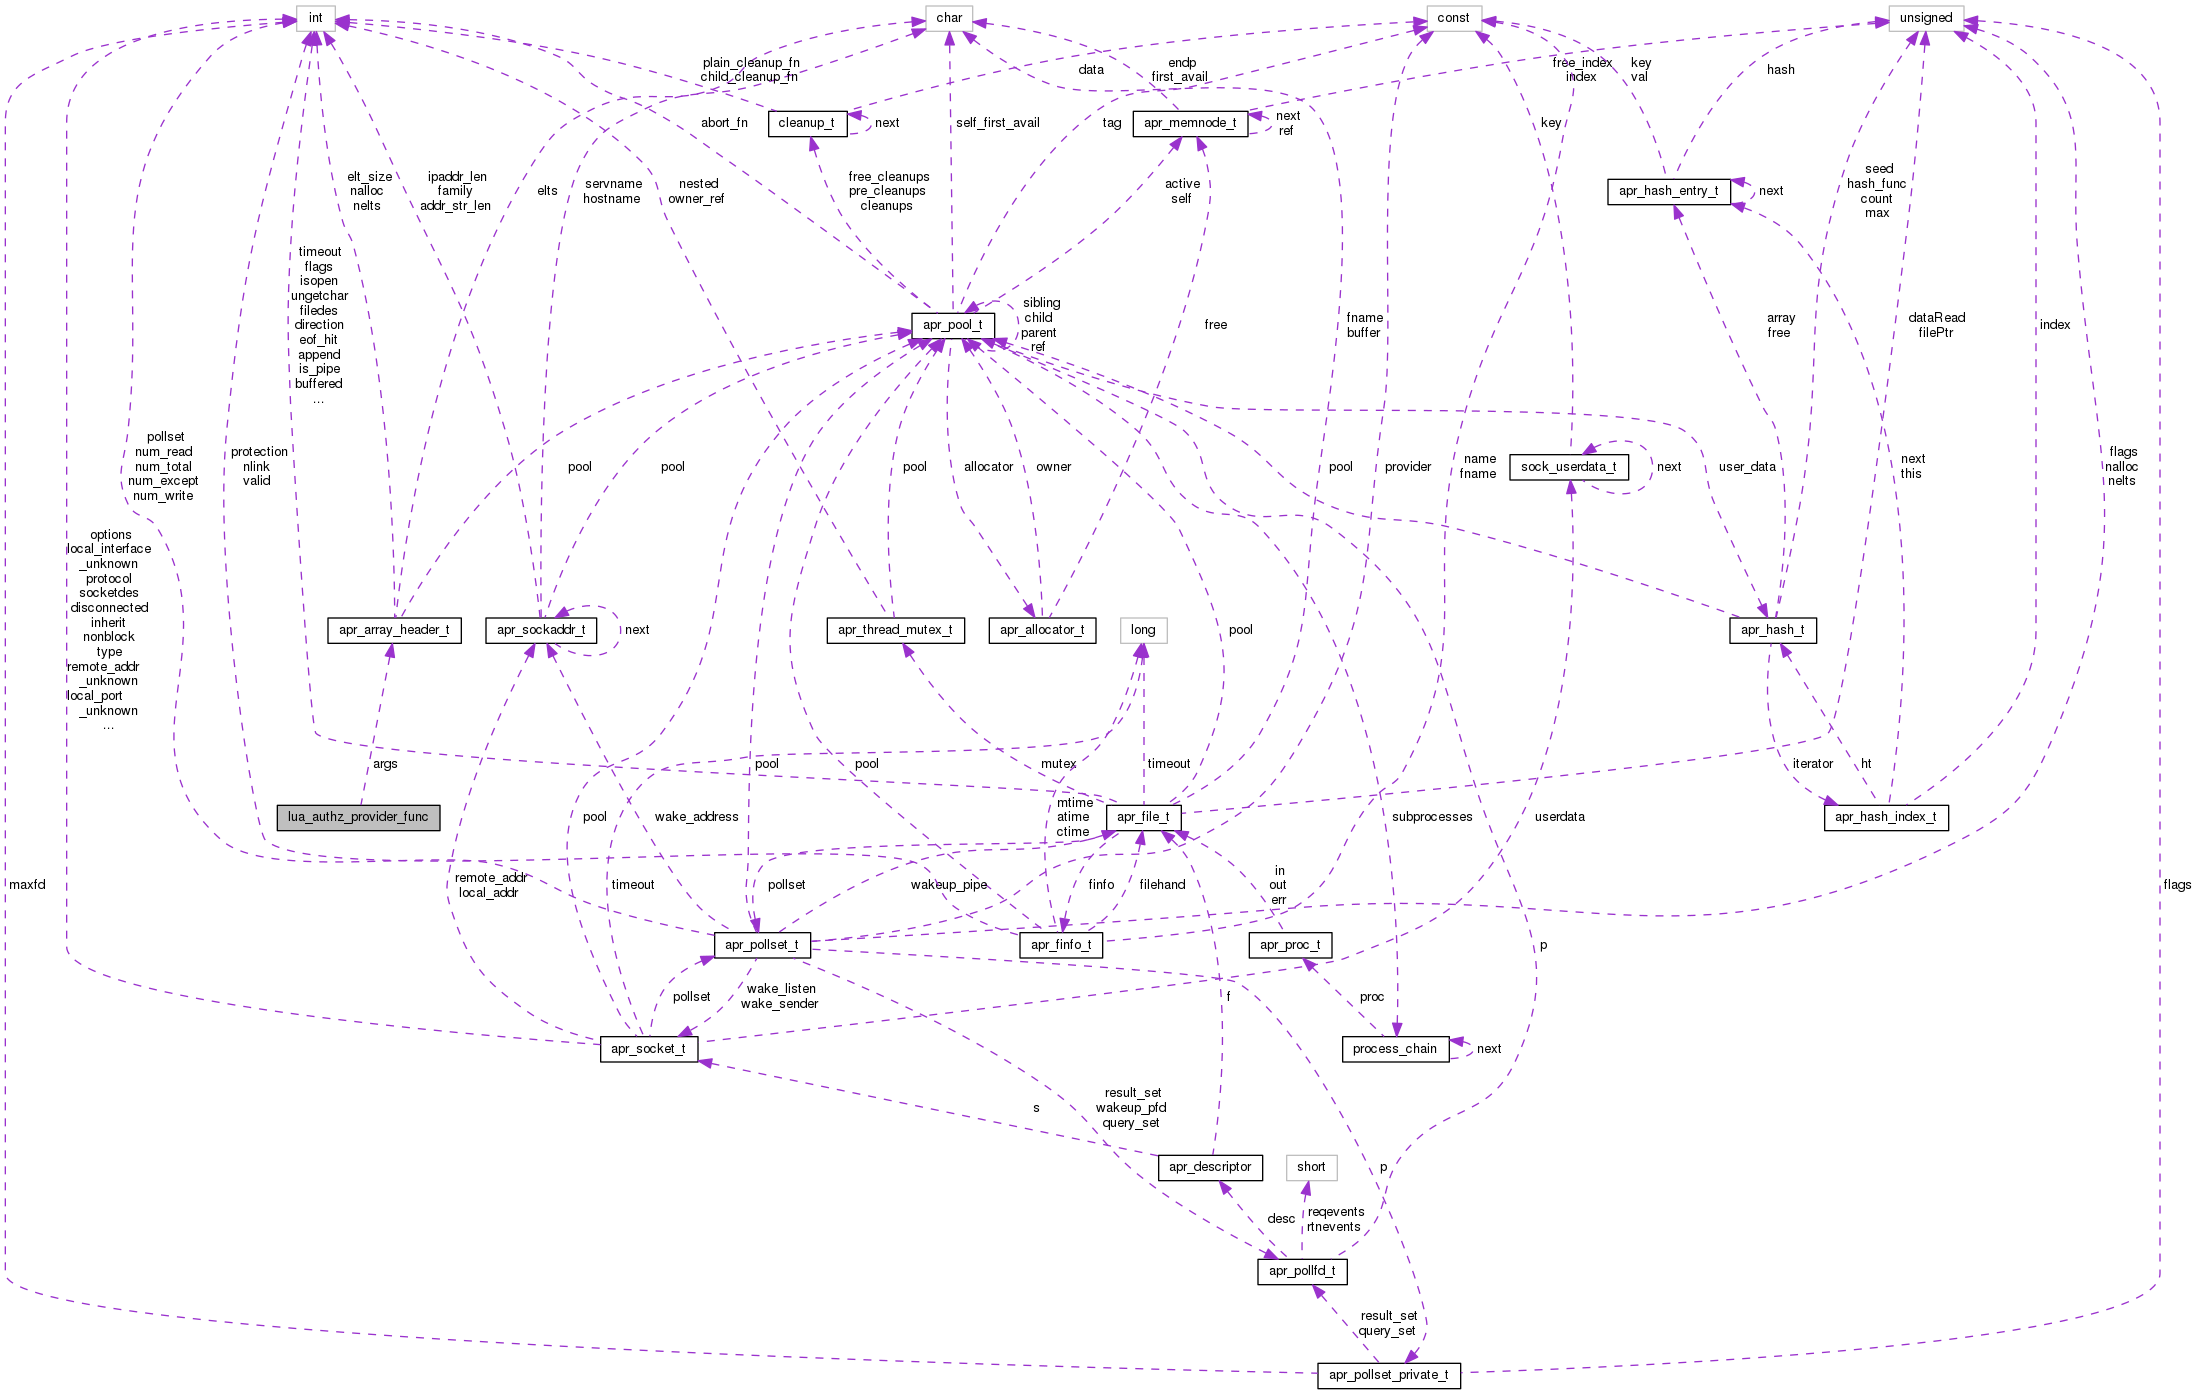 int
char
const
unsigned
plain_cleanup_fn
child_cleanup_fn
data
endp
first_avail
free_index
index
key
val
hash
cleanup_t
next
abort_fn
self_first_avail
tag
apr_memnode_t
next
ref
key
elt_size
nalloc
nelts
ipaddr_len
family
addr_str_len
elts
servname
hostname
nested
owner_ref
free_cleanups
pre_cleanups
cleanups
active
self
apr_hash_entry_t
next
seed
hash_func
count
max
timeout
flags
isopen
ungetchar
filedes
direction
eof_hit
append
is_pipe
buffered
...
apr_pool_t
sibling
child
parent
ref
free
fname
buffer
array
free
dataRead
filePtr
index
pollset
num_read
num_total
num_except
num_write
protection
nlink
valid
pool
pool
pool
allocator
owner
pool
provider
name
fname
sock_userdata_t
next
user_data
next
this
flags
nalloc
nelts
options
local_interface
_unknown
protocol
socketdes
disconnected
inherit
nonblock
type
remote_addr
_unknown
local_port
_unknown
...
apr_array_header_t
apr_sockaddr_t
next
apr_thread_mutex_t
apr_allocator_t
long
pool
apr_hash_t
args
pool
pool
mutex
timeout
iterator
ht
lua_authz_provider_func
pool
wake_address
mtime
atime
ctime
apr_file_t
subprocesses
userdata
apr_hash_index_t
maxfd
remote_addr
local_addr
timeout
pollset
wakeup_pipe
finfo
filehand
in
out
err
flags
apr_pollset_t
apr_finfo_t
apr_proc_t
p
pollset
wake_listen
wake_sender
f
proc
apr_socket_t
process_chain
next
s
result_set
wakeup_pfd
query_set
apr_descriptor
short
p
desc
reqevents
rtnevents
apr_pollfd_t
result_set
query_set
apr_pollset_private_t